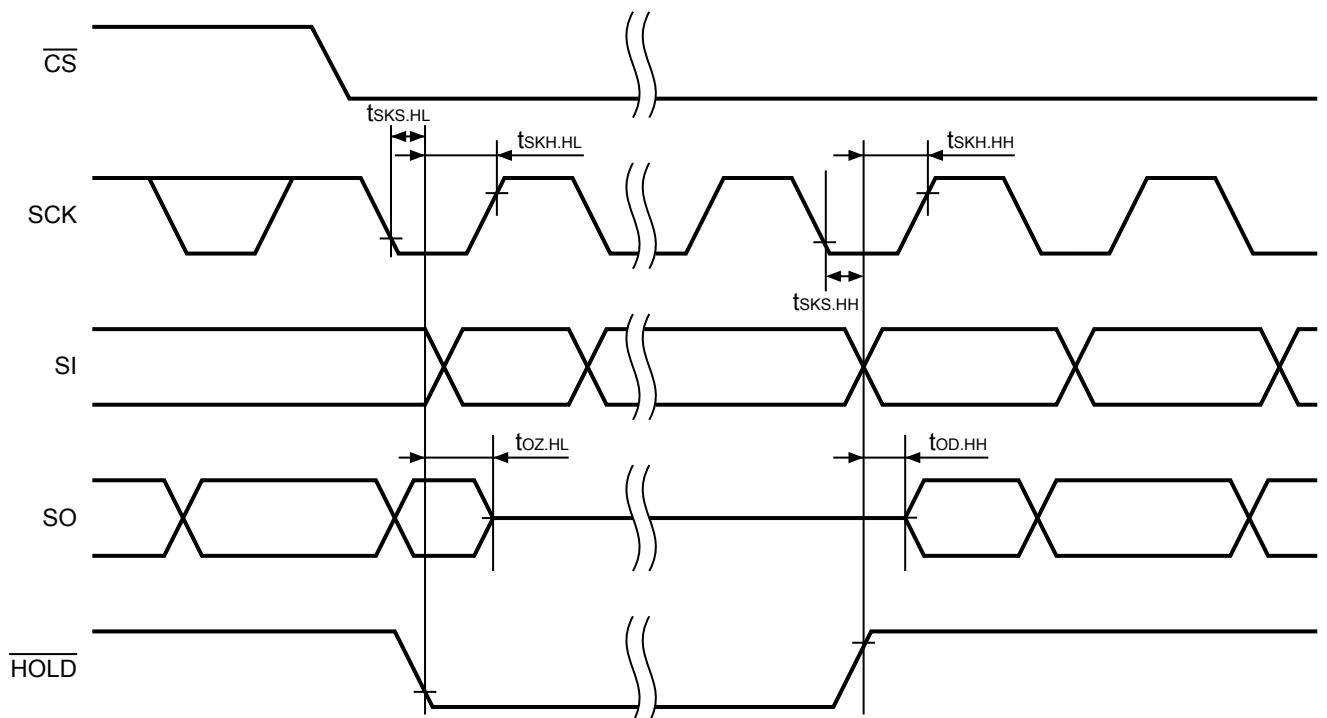 CS
tSKS.HL
tSKH.HL
tSKH.HH
SCK
tSKS.HH
SI
tOZ.HL
tOD.HH
SO
HOLD